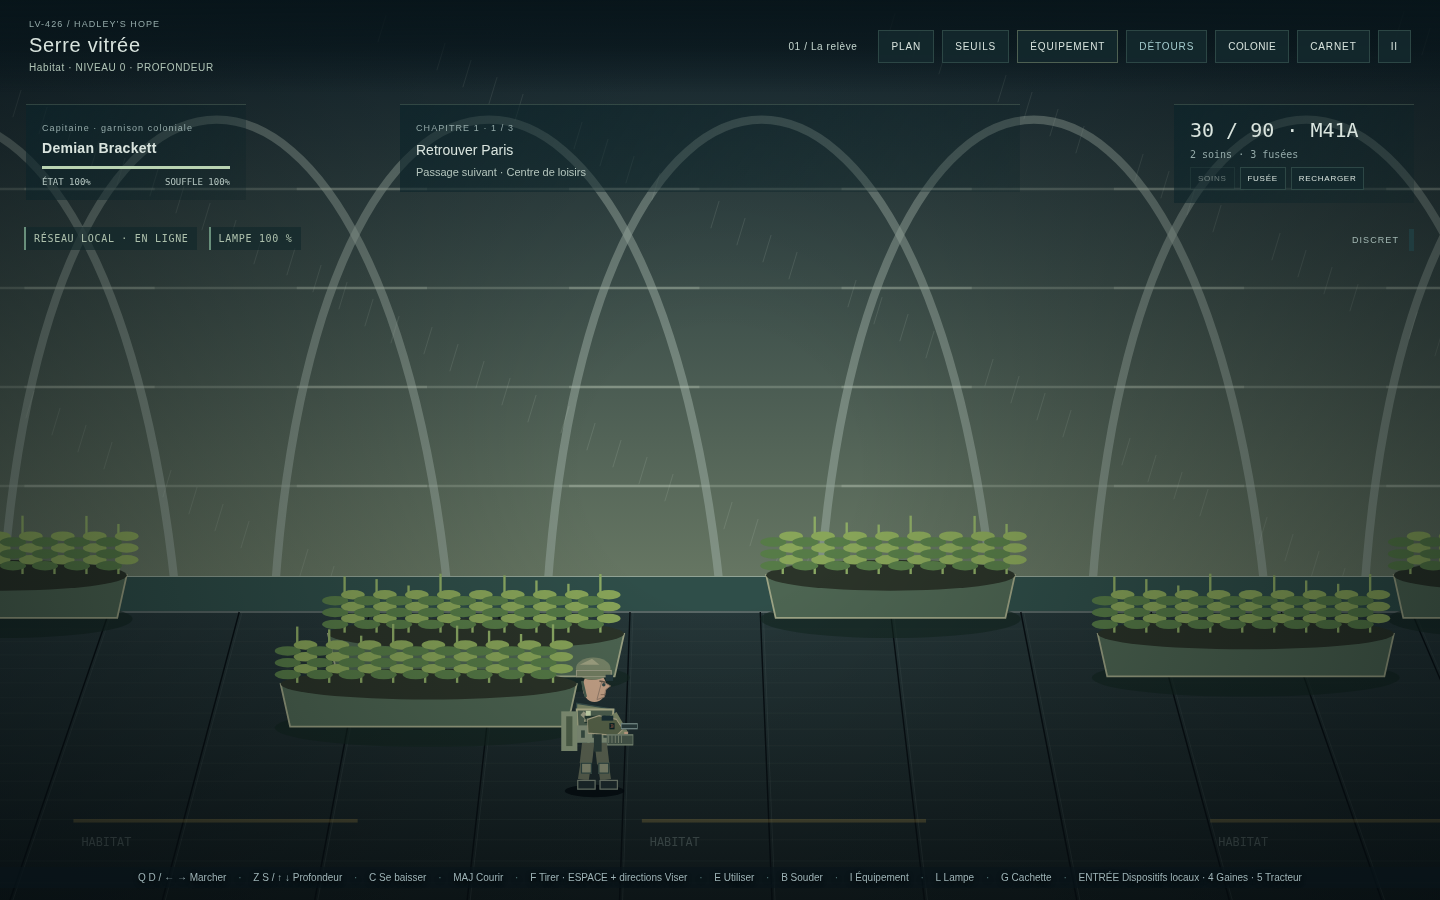 LV-426 / HADLEY'S HOPE
Serre vitrée
Habitat · NIVEAU 0 · PROFONDEUR
01 / La relève
PLAN
SEUILS
ÉQUIPEMENT
DÉTOURS
COLONIE
CARNET
II
Capitaine · garnison coloniale
Demian Brackett
ÉTAT 100%
SOUFFLE 100%
CHAPITRE 1 · 1 / 3
Retrouver Paris
Passage suivant · Centre de loisirs
30 / 90 · M41A
2 soins · 3 fusées
SOINS
FUSÉE
RECHARGER
RÉSEAU LOCAL · EN LIGNE
LAMPE 100 %
DISCRET
HABITAT
HABITAT
HABITAT
Q D / ← → Marcher · Z S / ↑ ↓ Profondeur · C Se baisser · MAJ Courir · F Tirer · ESPACE + directions Viser · E Utiliser · B Souder · I Équipement · L Lampe · G Cachette · ENTRÉE Dispositifs locaux · 4 Gaines · 5 Tracteur